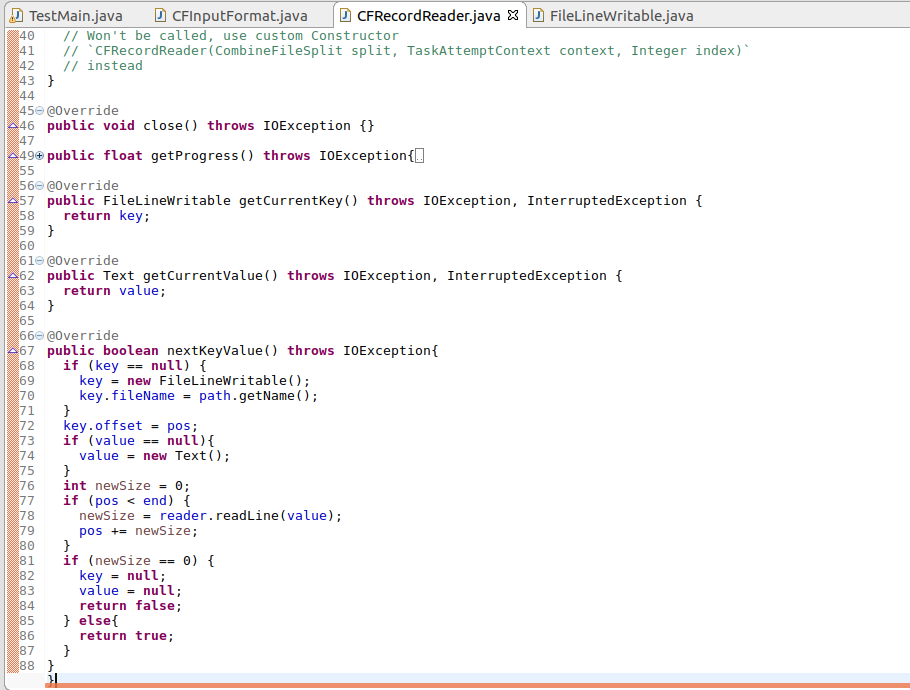 TestMain.java CFInputFormat.java CFRecordReader.java FileLineWritable.java
40 // Won't be called, use custom Constructor
41 // `CFRecordReader(CombineFileSplit split, TaskAttemptContext context, Integer index)`
42 // instead
43 }
44
45 @Override
46 public void close() throws IOException {}
47
49 public float getProgress() throws IOException{
55
56 @Override
57 public FileLineWritable getCurrentKey() throws IOException, InterruptedException {
58 return key;
59 }
60
61 @Override
62 public Text getCurrentValue() throws IOException, InterruptedException {
63 return value;
64 }
65
66 @Override
67 public boolean nextKeyValue() throws IOException{
68 if (key == null) {
69 key = new FileLineWritable();
70 key.fileName = path.getName();
71 }
72 key.offset = pos;
73 if (value == null){
74 value = new Text();
75 }
76 int newSize = 0;
77 if (pos < end) {
78 newSize = reader.readLine(value);
79 pos += newSize;
80 }
81 if (newSize == 0) {
82 key = null;
83 value = null;
84 return false;
85 } else{
86 return true;
87 }
88 }
}